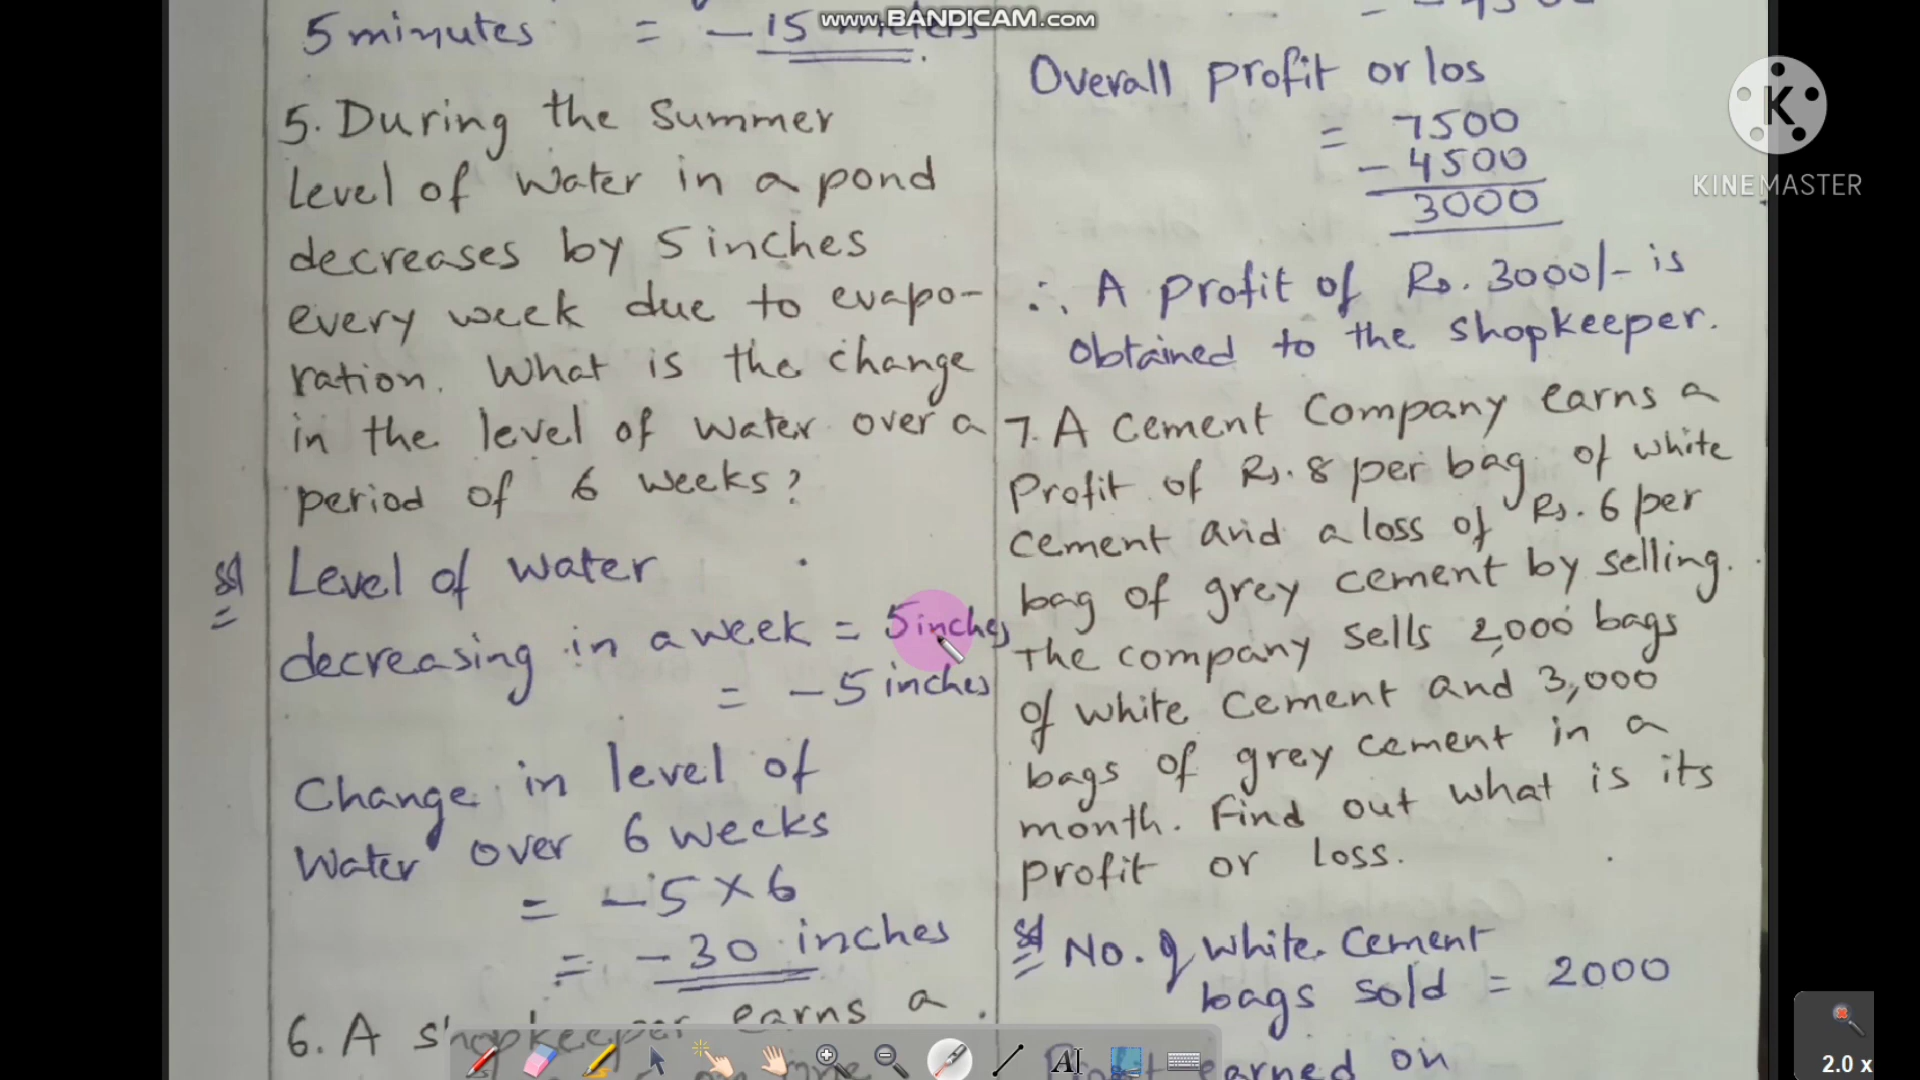 www.BANDICAM.com
5 minutes = -15 meters.
5. During the Summer
level of water in a pond
decreases by 5 inches
every week due to evapo-
ration. What is the change
in the level of water over a
period of 6 weeks?
Sol Level of water
decreasing in a week = 5 inches
= -5 inches
Change in level of
Water over 6 weeks
= -5 × 6
= -30 inches
6. A shopkeeper earns a
Overall profit or los
= 7500
- 4500
3000
∴ A profit of Rs. 3000/- is
obtained to the shopkeeper.
7. A cement Company earns a
Profit of Rs. 8 per bag of white
cement and a loss of Rs. 6 per
bag of grey cement by selling.
The company sells 2,000 bags
of white cement and 3,000
bags of grey cement in a
month. Find out what is its
profit or loss.
Sol No. of white cement
bags sold = 2000
earned on
K
KINEMASTER
AI
2.0 x